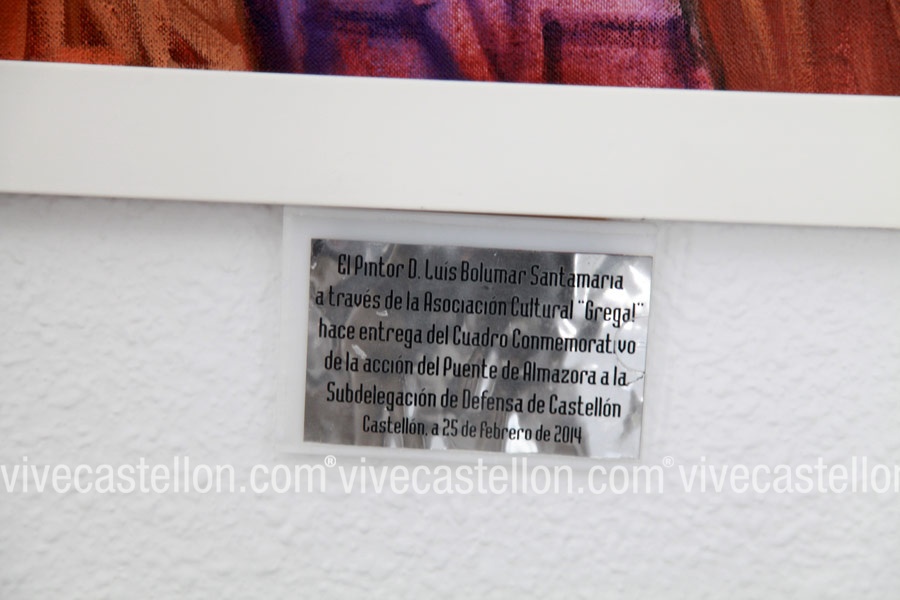 El Pintor D. Luis Bolumar Santamaria
a través de la Asociación Cultural "Gregal"
hace entrega del Cuadro Conmemorativo
de la acción del Puente de Almazora a la
Subdelegación de Defensa de Castellón
Castellón, a 25 de febrero de 2014
vivecastellon.com® vivecastellon.com® vivecastellon